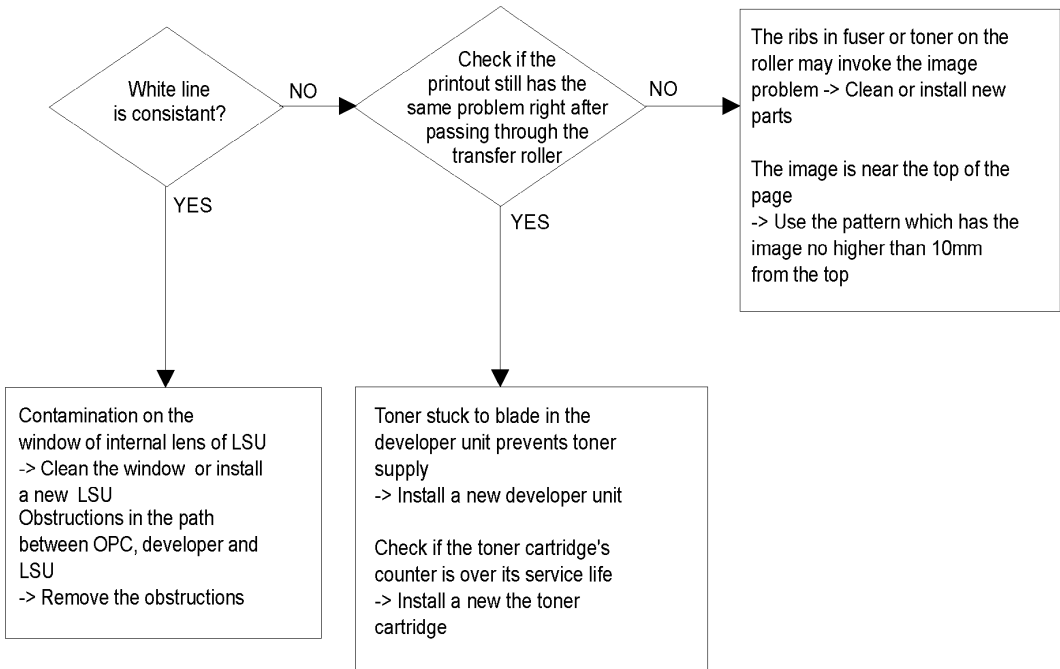 White line
is consistant?
NO
YES
Check if the
printout still has the
same problem right after
passing through the
transfer roller
NO
YES
The ribs in fuser or toner on the
roller may invoke the image
problem -> Clean or install new
parts
The image is near the top of the
page
-> Use the pattern which has the
image no higher than 10mm
from the top
Contamination on the
window of internal lens of LSU
-> Clean the window or install
a new LSU
Obstructions in the path
between OPC, developer and
LSU
-> Remove the obstructions
Toner stuck to blade in the
developer unit prevents toner
supply
-> Install a new developer unit
Check if the toner cartridge's
counter is over its service life
-> Install a new the toner
cartridge